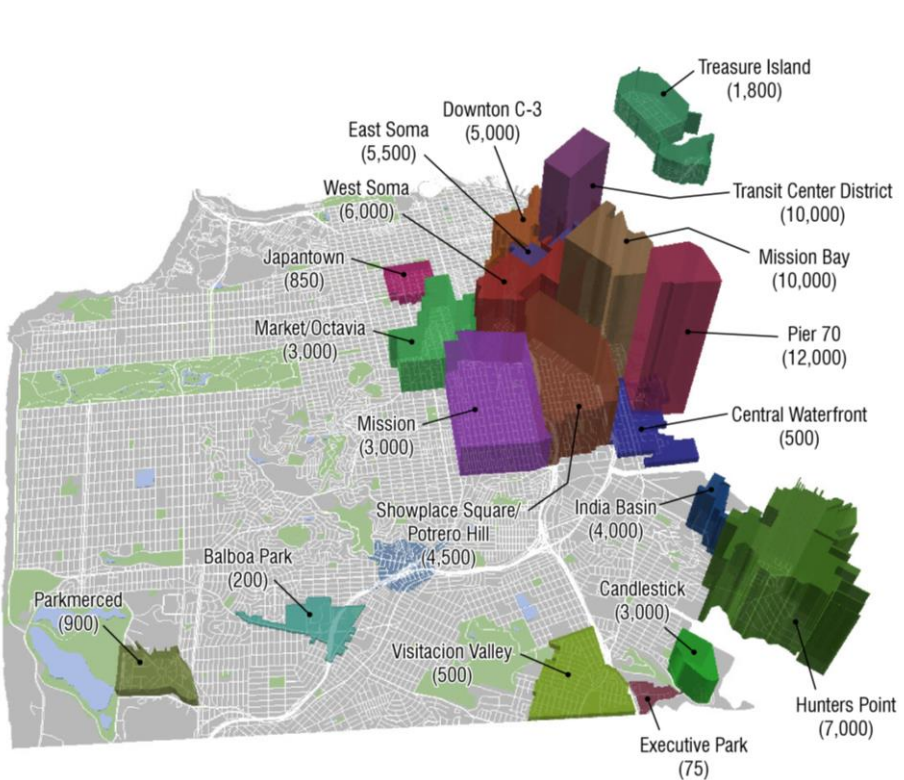 Treasure Island
(1,800)
Downton C-3
(5,000)
East Soma
(5,500)
West Soma
(6,000)
Transit Center District
(10,000)
Mission Bay
(10,000)
Japantown
(850)
Market/Octavia
(3,000)
Pier 70
(12,000)
Mission
(3,000)
Central Waterfront
(500)
Showplace Square/
Potrero Hill
(4,500)
India Basin
(4,000)
Balboa Park
(200)
Candlestick
(3,000)
Parkmerced
(900)
Visitacion Valley
(500)
Hunters Point
(7,000)
Executive Park
(75)